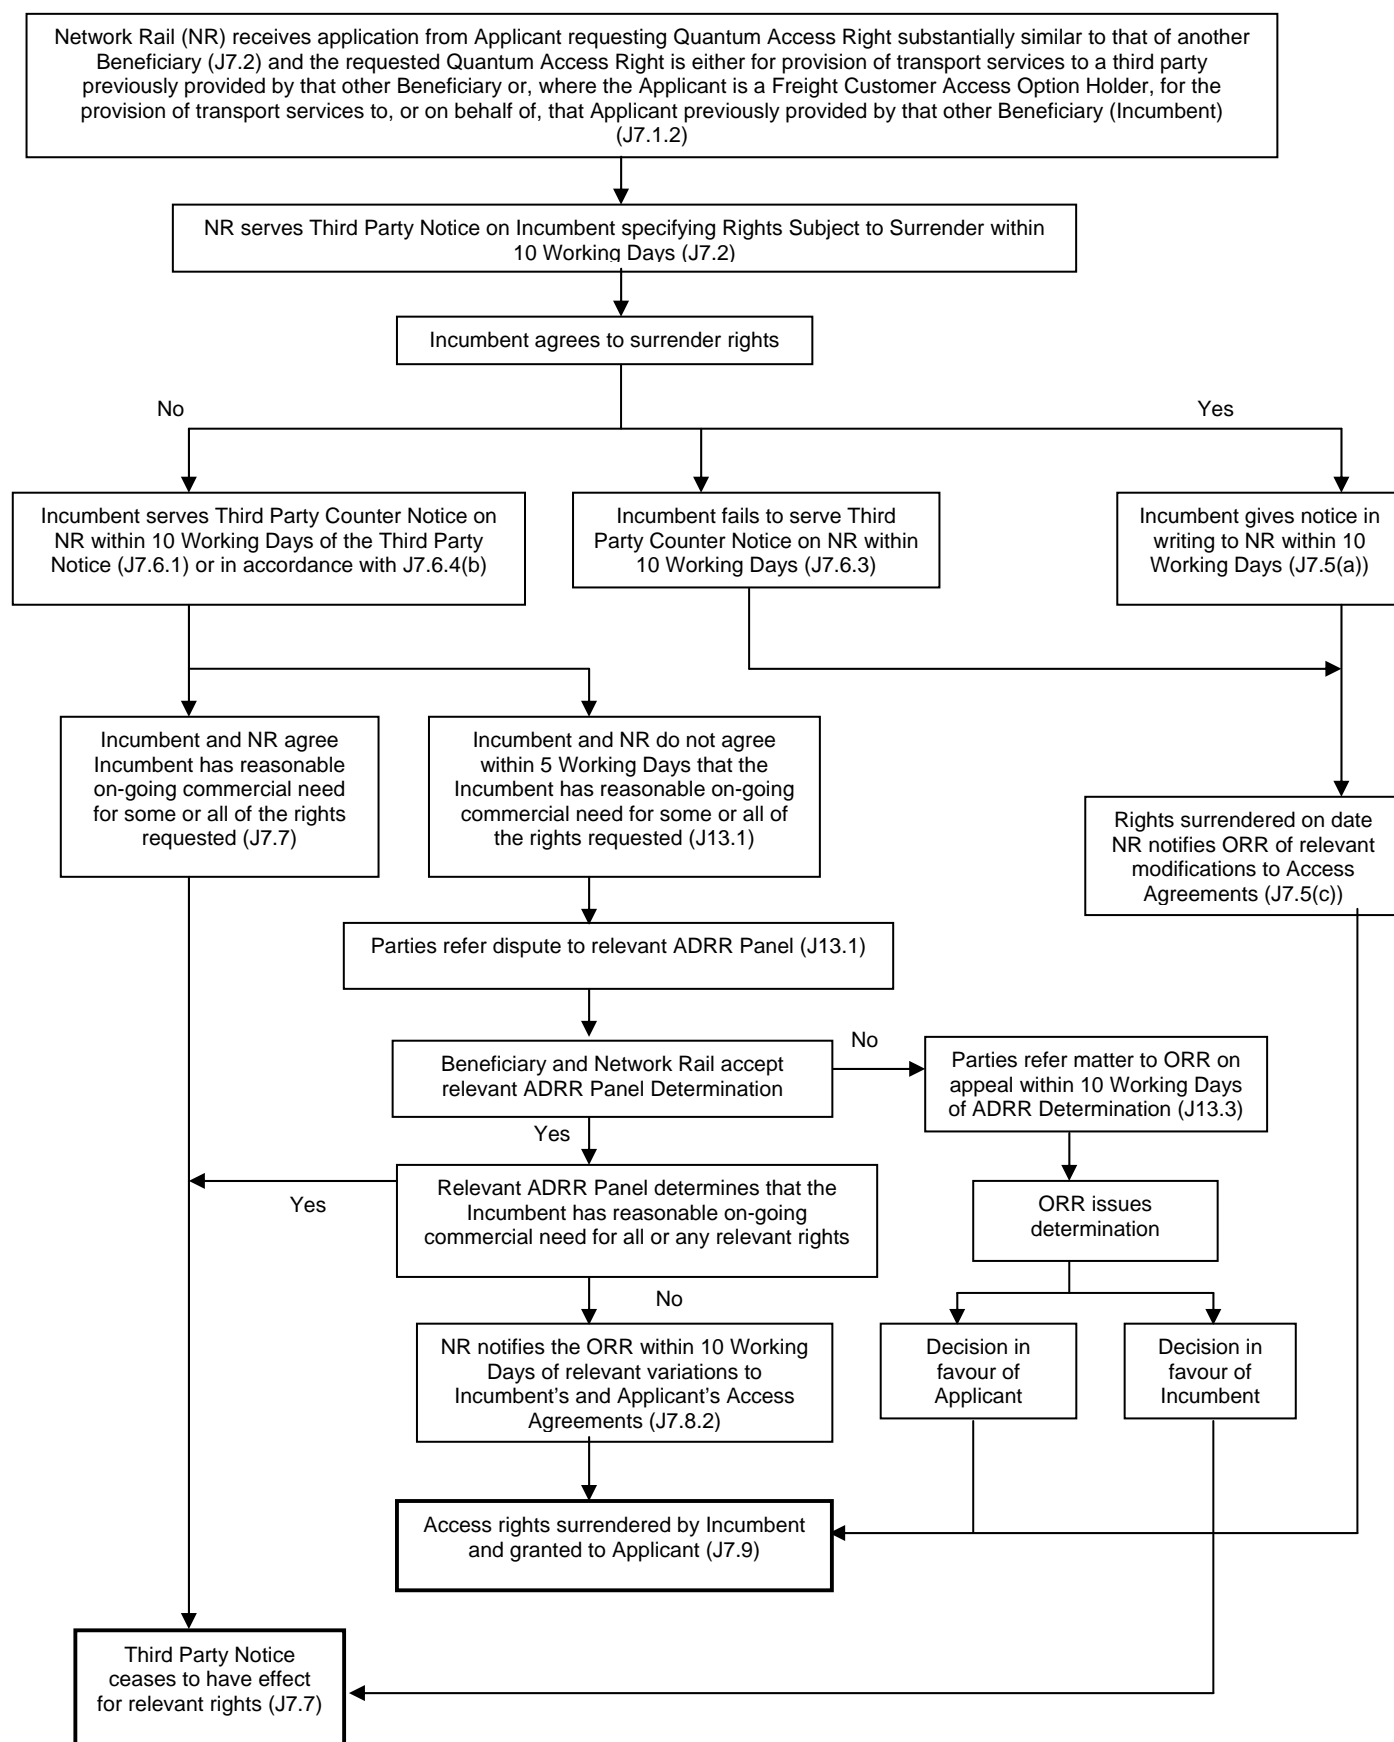 Network Rail (NR) receives application from Applicant requesting Quantum Access Right substantially similar to that of another
Beneficiary (J7.2) and the requested Quantum Access Right is either for provision of transport services to a third party
previously provided by that other Beneficiary or, where the Applicant is a Freight Customer Access Option Holder, for the
provision of transport services to, or on behalf of, that Applicant previously provided by that other Beneficiary (Incumbent)
(J7.1.2)
NR serves Third Party Notice on Incumbent specifying Rights Subject to Surrender within
10 Working Days (J7.2)
Incumbent agrees to surrender rights
No
Yes
Incumbent serves Third Party Counter Notice on
NR within 10 Working Days of the Third Party
Notice (J7.6.1) or in accordance with J7.6.4(b)
Incumbent fails to serve Third
Party Counter Notice on NR within
10 Working Days (J7.6.3)
Incumbent gives notice in
writing to NR within 10
Working Days (J7.5(a))
Incumbent and NR agree
Incumbent has reasonable
on-going commercial need
for some or all of the rights
requested (J7.7)
Incumbent and NR do not agree
within 5 Working Days that the
Incumbent has reasonable on-going
commercial need for some or all of
the rights requested (J13.1)
Rights surrendered on date
NR notifies ORR of relevant
modifications to Access
Agreements (J7.5(c))
Parties refer dispute to relevant ADRR Panel (J13.1)
Beneficiary and Network Rail accept
relevant ADRR Panel Determination
No
Parties refer matter to ORR on
appeal within 10 Working Days
of ADRR Determination (J13.3)
Yes
Relevant ADRR Panel determines that the
Incumbent has reasonable on-going
commercial need for all or any relevant rights
Yes
ORR issues
determination
No
NR notifies the ORR within 10 Working
Days of relevant variations to
Incumbent's and Applicant's Access
Agreements (J7.8.2)
Decision in
favour of
Applicant
Decision in
favour of
Incumbent
Access rights surrendered by Incumbent
and granted to Applicant (J7.9)
Third Party Notice
ceases to have effect
for relevant rights (J7.7)